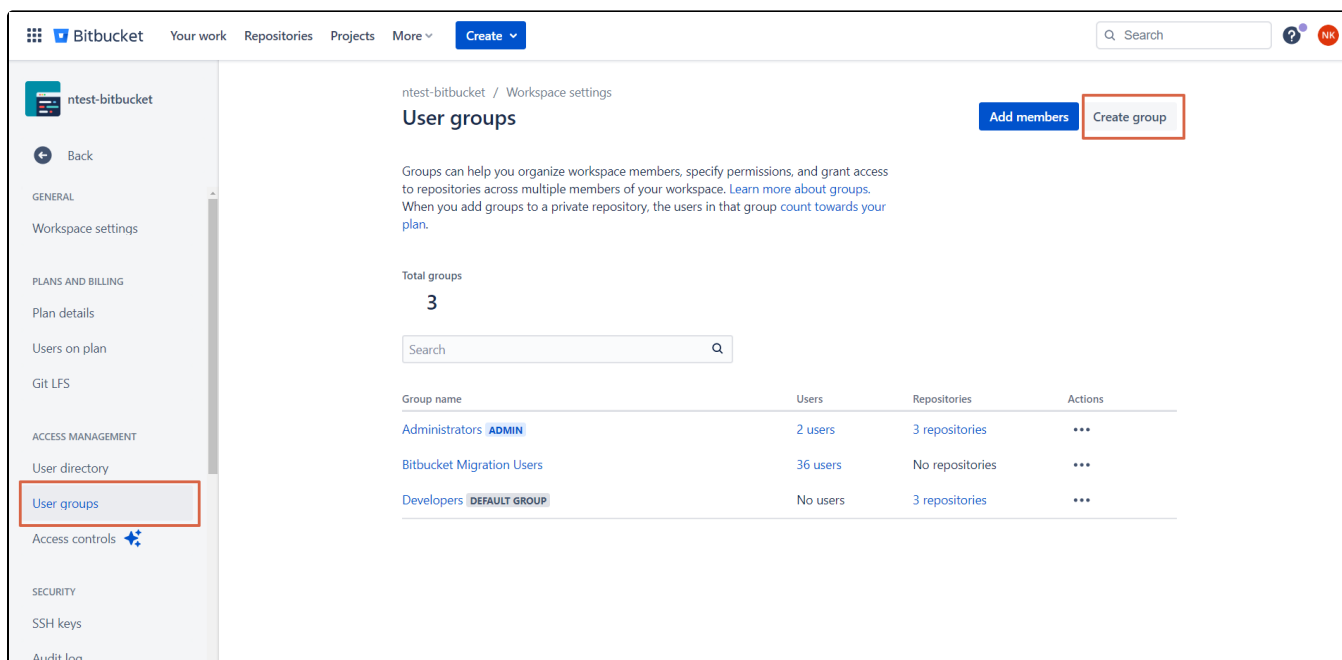 Bitbucket Your work Repositories Projects More Create Search NK
ntest-bitbucket
Back
GENERAL
Workspace settings
PLANS AND BILLING
Plan details
Users on plan
Git LFS
ACCESS MANAGEMENT
User directory
User groups
Access controls
SECURITY
SSH keys
Audit log
ntest-bitbucket / Workspace settings
User groups
Add members Create group
Groups can help you organize workspace members, specify permissions, and grant access
to repositories across multiple members of your workspace. Learn more about groups.
When you add groups to a private repository, the users in that group count towards your
plan.
Total groups
3
Search
Group name Users Repositories Actions
Administrators ADMIN 2 users 3 repositories
Bitbucket Migration Users 36 users No repositories
Developers DEFAULT GROUP No users 3 repositories